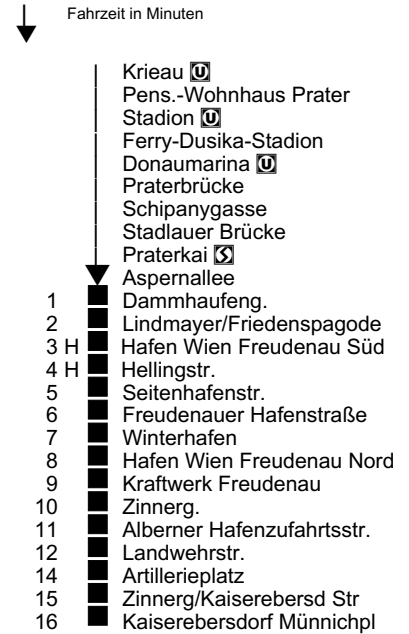 Fahrzeit in Minuten
Krieau U
Pens.-Wohnhaus Prater
Stadion U
Ferry-Dusika-Stadion
Donaumarina U
Praterbrücke
Schipanygasse
Stadlauer Brücke
Praterkai S
Aspernallee
1 Dammhaufeng.
2 Lindmayer/Friedenspagode
3 H Hafen Wien Freudenau Süd
4 H Hellingstr.
5 Seitenhafenstr.
6 Freudenauer Hafenstraße
7 Winterhafen
8 Hafen Wien Freudenau Nord
9 Kraftwerk Freudenau
10 Zinnerg.
11 Alberner Hafenzufahrtsstr.
12 Landwehrstr.
14 Artillerieplatz
15 Zinnerg/Kaiserebersd Str
16 Kaiserebersdorf Münnichpl